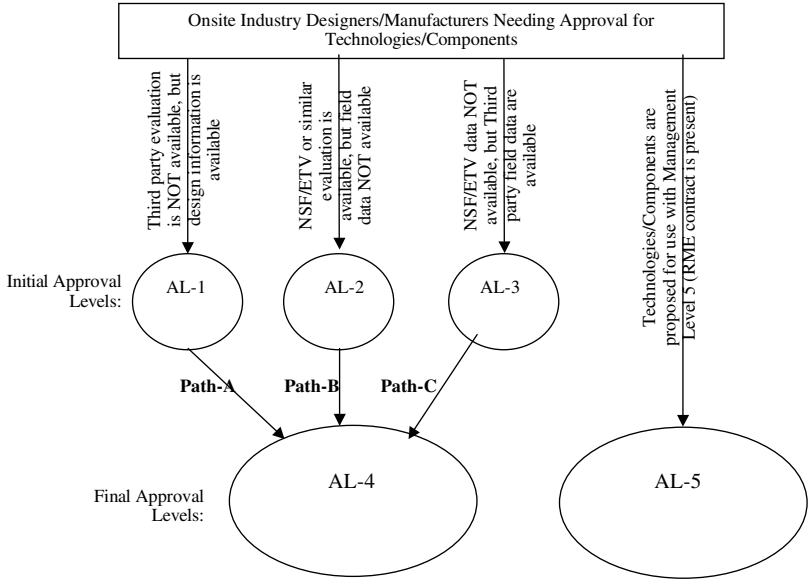 Onsite Industry Designers/Manufacturers Needing Approval for
Technologies/Components
Third party evaluation
is NOT available, but
design information is
available
NSF/ETV or similar
evaluation is
available, but field
data NOT available
NSF/ETV data NOT
available, but Third
party field data are
available
Technologies/Components are
proposed for use with Management
Level 5 (RME contract is present)
Initial Approval
Levels:
AL-1
AL-2
AL-3
Path-A
Path-B
Path-C
Final Approval
Levels:
AL-4
AL-5